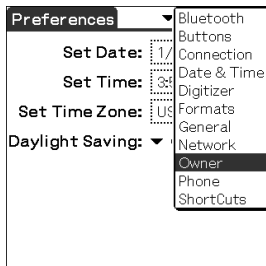 Preferences
Set Date: 1/
Set Time: 3:
Set Time Zone: US
Daylight Saving:
Bluetooth
Buttons
Connection
Date & Time
Digitizer
Formats
General
Network
Owner
Phone
ShortCuts